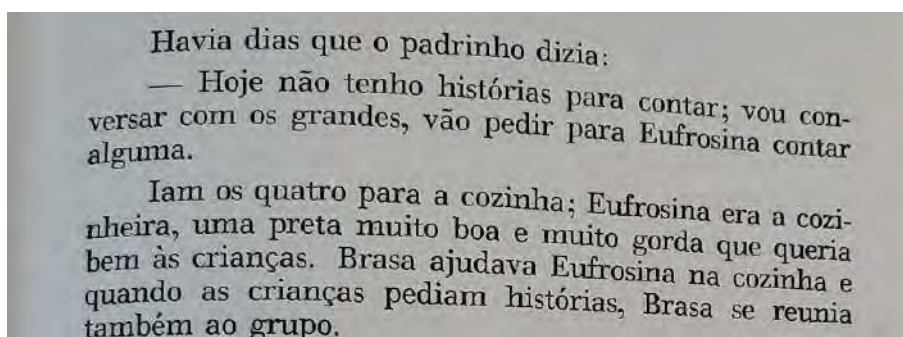 Havia dias que o padrinho dizia:
— Hoje não tenho histórias para contar; vou con-
versar com os grandes, vão pedir para Eufrosina contar
alguma.
Iam os quatro para a cozinha; Eufrosina era a cozi-
nheira, uma preta muito boa e muito gorda que queria
bem às crianças. Brasa ajudava Eufrosina na cozinha e
quando as crianças pediam histórias, Brasa se reunia
também ao grupo.